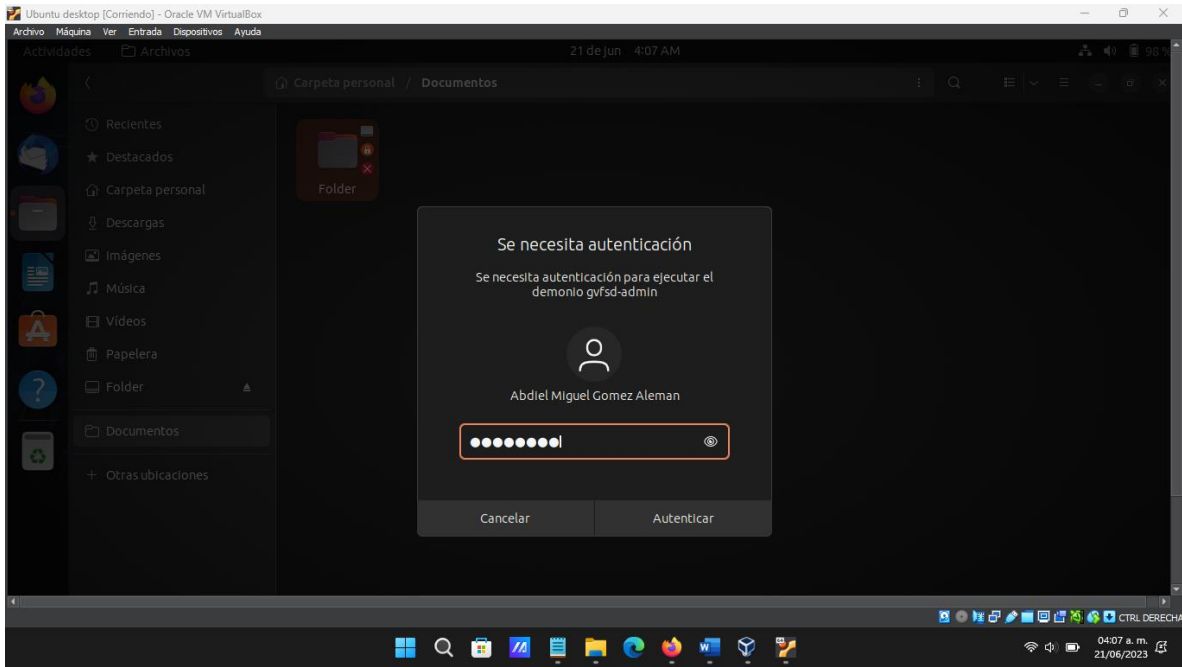 Ubuntu desktop [Corriendo] - Oracle VM VirtualBox
Archivo Máquina Ver Entrada Dispositivos Ayuda
Actividades Archivos 21 de jun 4:07 AM 98 %
Carpeta personal / Documentos
Recientes
Destacados
Carpeta personal
Descargas
Imágenes
Música
Vídeos
Papelera
Folder
Documentos
+ Otras ubicaciones
Folder
Se necesita autenticación
Se necesita autenticación para ejecutar el
demonio gvfsd-admin
Abdiel Miguel Gomez Aleman
●●●●●●●●
Cancelar Autenticar
CTRL DERECHA
04:07 a. m.
21/06/2023